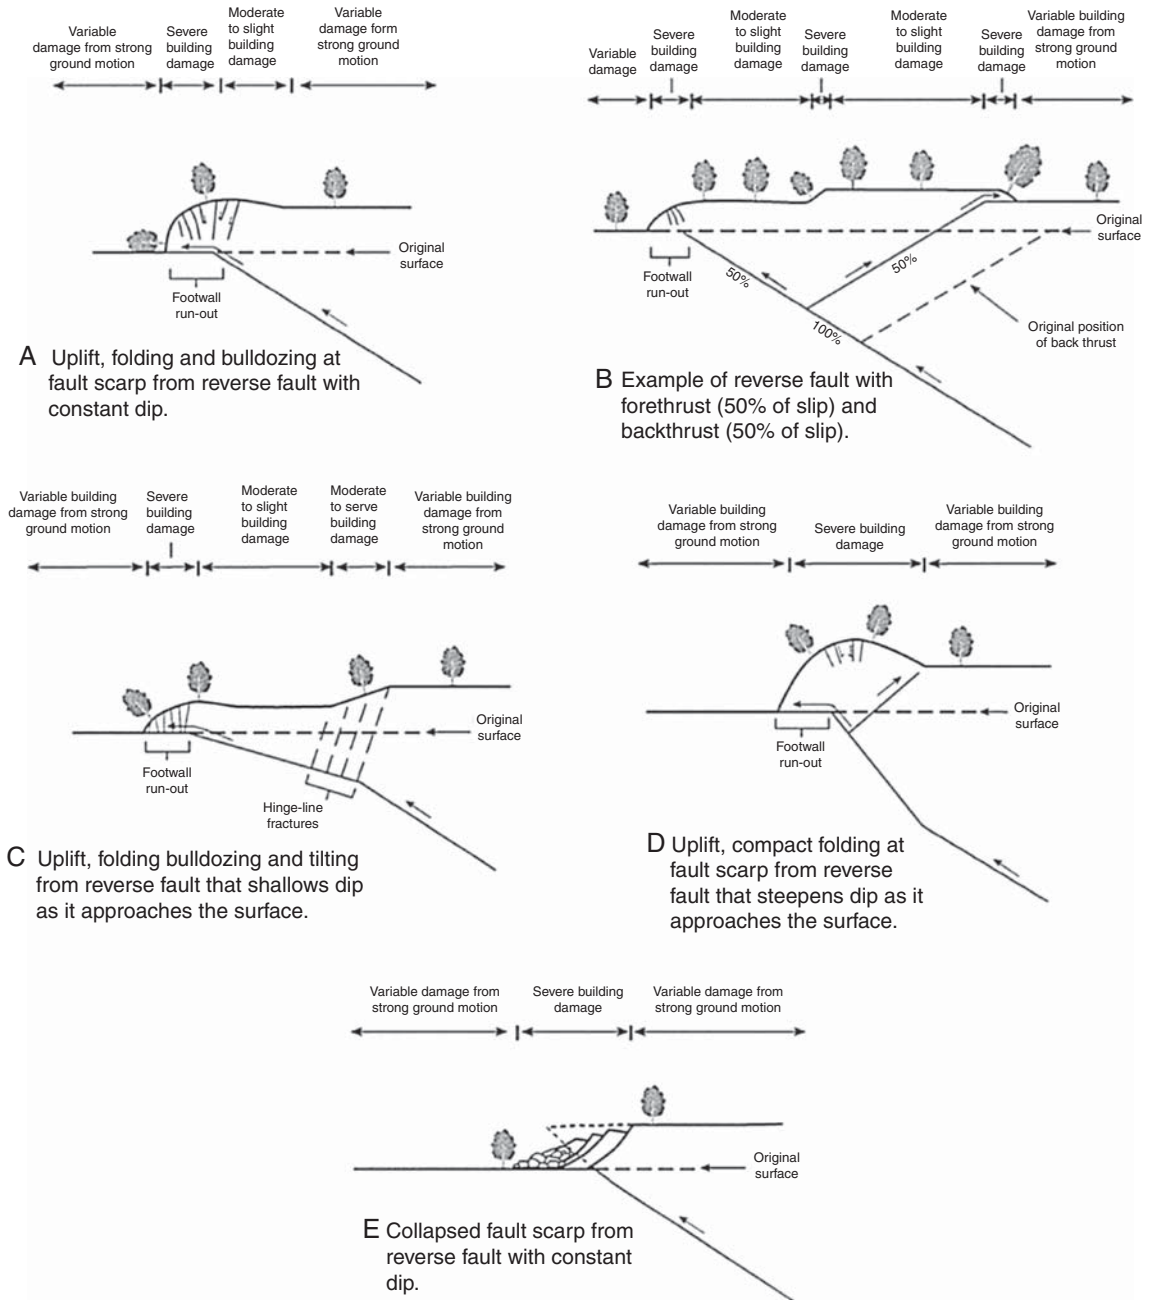 Variable
damage from strong
ground motion
Severe
building
damage
Moderate
to slight
building
damage
Variable
damage form
strong ground
motion
Original
surface
Footwall
run-out
A Uplift, folding and bulldozing at
fault scarp from reverse fault with
constant dip.
Variable
damage
Severe
building
damage
Moderate
to slight
building
damage
Severe
building
damage
Moderate
to slight
building
damage
Severe
building
damage
Variable building
damage from
strong ground
motion
Original
surface
Footwall
run-out
50%
50%
100%
Original position
of back thrust
B Example of reverse fault with
forethrust (50% of slip) and
backthrust (50% of slip).
Variable building
damage from strong
ground motion
Severe
building
damage
Moderate
to slight
building
damage
Moderate
to serve
building
damage
Variable building
damage from
strong ground
motion
Original
surface
Footwall
run-out
Hinge-line
fractures
C Uplift, folding bulldozing and tilting
from reverse fault that shallows dip
as it approaches the surface.
Variable building
damage from strong
ground motion
Severe building
damage
Variable building
damage from strong
ground motion
Original
surface
Footwall
run-out
D Uplift, compact folding at
fault scarp from reverse
fault that steepens dip as it
approaches the surface.
Variable damage from
strong ground motion
Severe building
damage
Variable damage from
strong ground motion
Original
surface
E Collapsed fault scarp from
reverse fault with constant
dip.